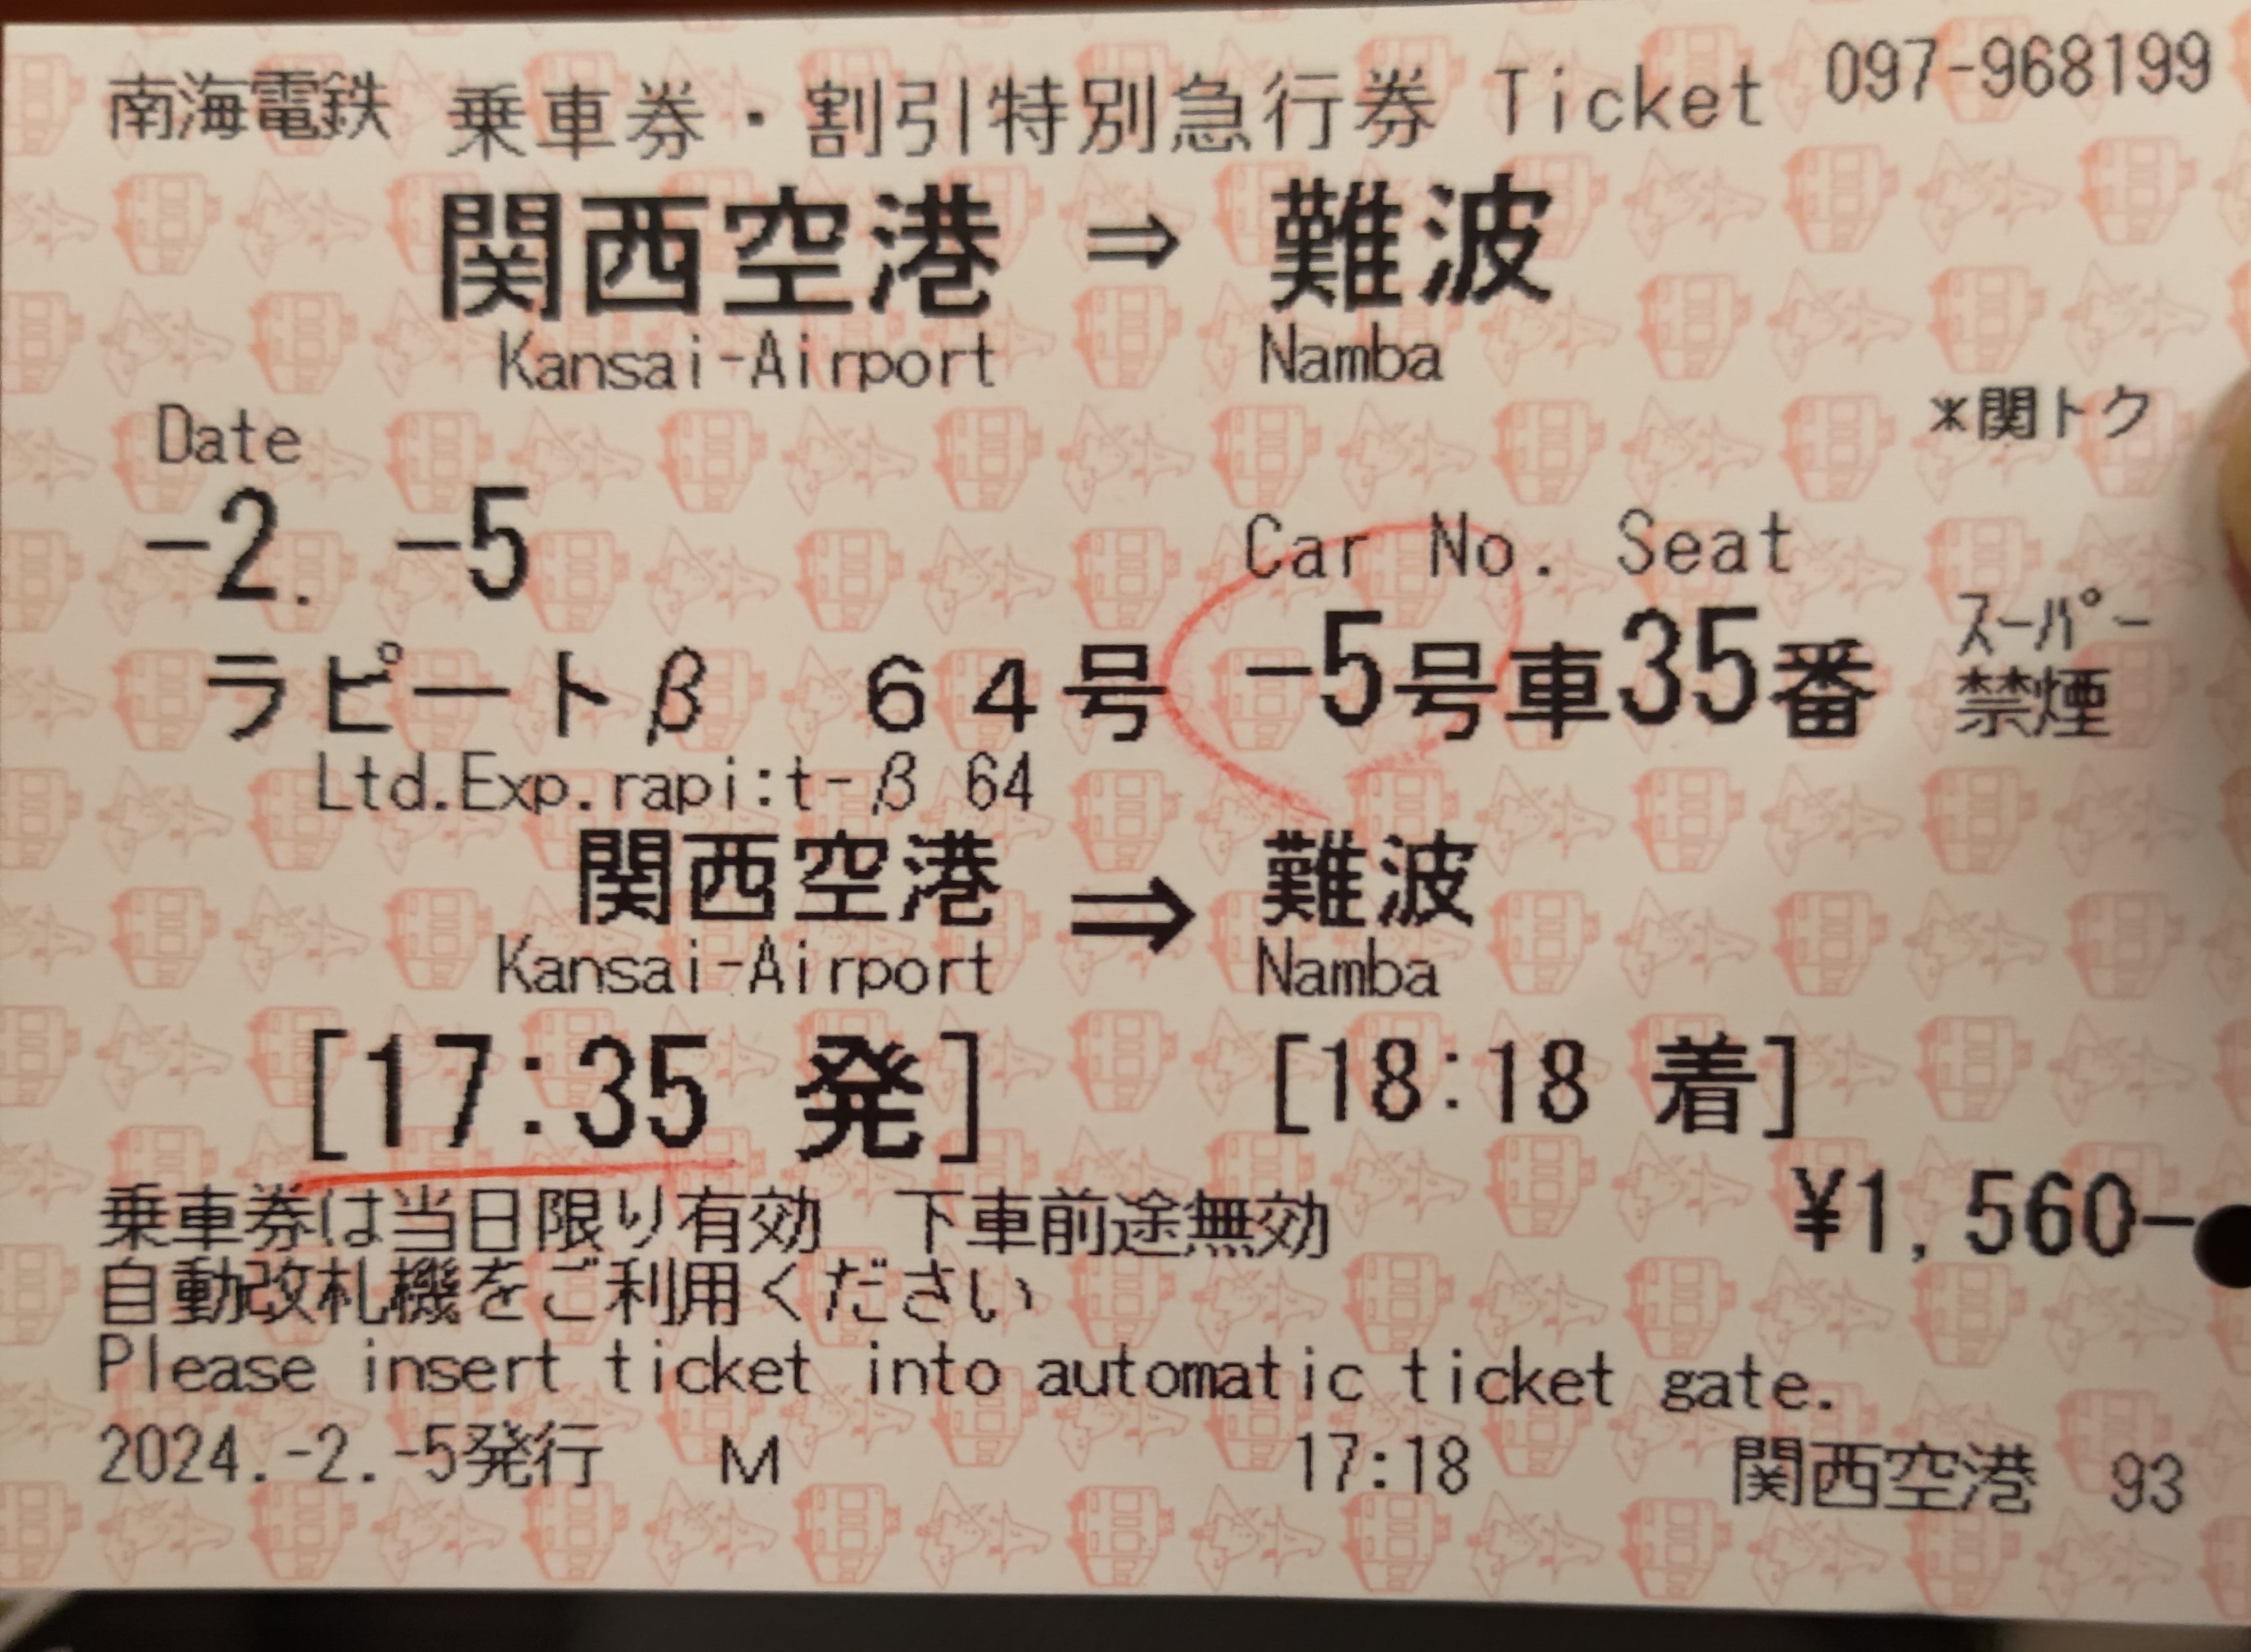 南海電鉄 乗車券・割引特別急行券 Ticket 097-968199
関西空港 ⇒ 難波
Kansai-Airport Namba
*関トク
Date
-2. -5
Car No. Seat
ラピートβ 64号 -5号車35番 スーパー
禁煙
Ltd.Exp.rapi:t-β 64
関西空港 ⇒ 難波
Kansai-Airport Namba
[17:35 発] [18:18 着]
¥1,560-
乗車券は当日限り有効 下車前途無効
自動改札機をご利用ください
Please insert ticket into automatic ticket gate.
2024.-2.-5発行 M 17:18 関西空港 93